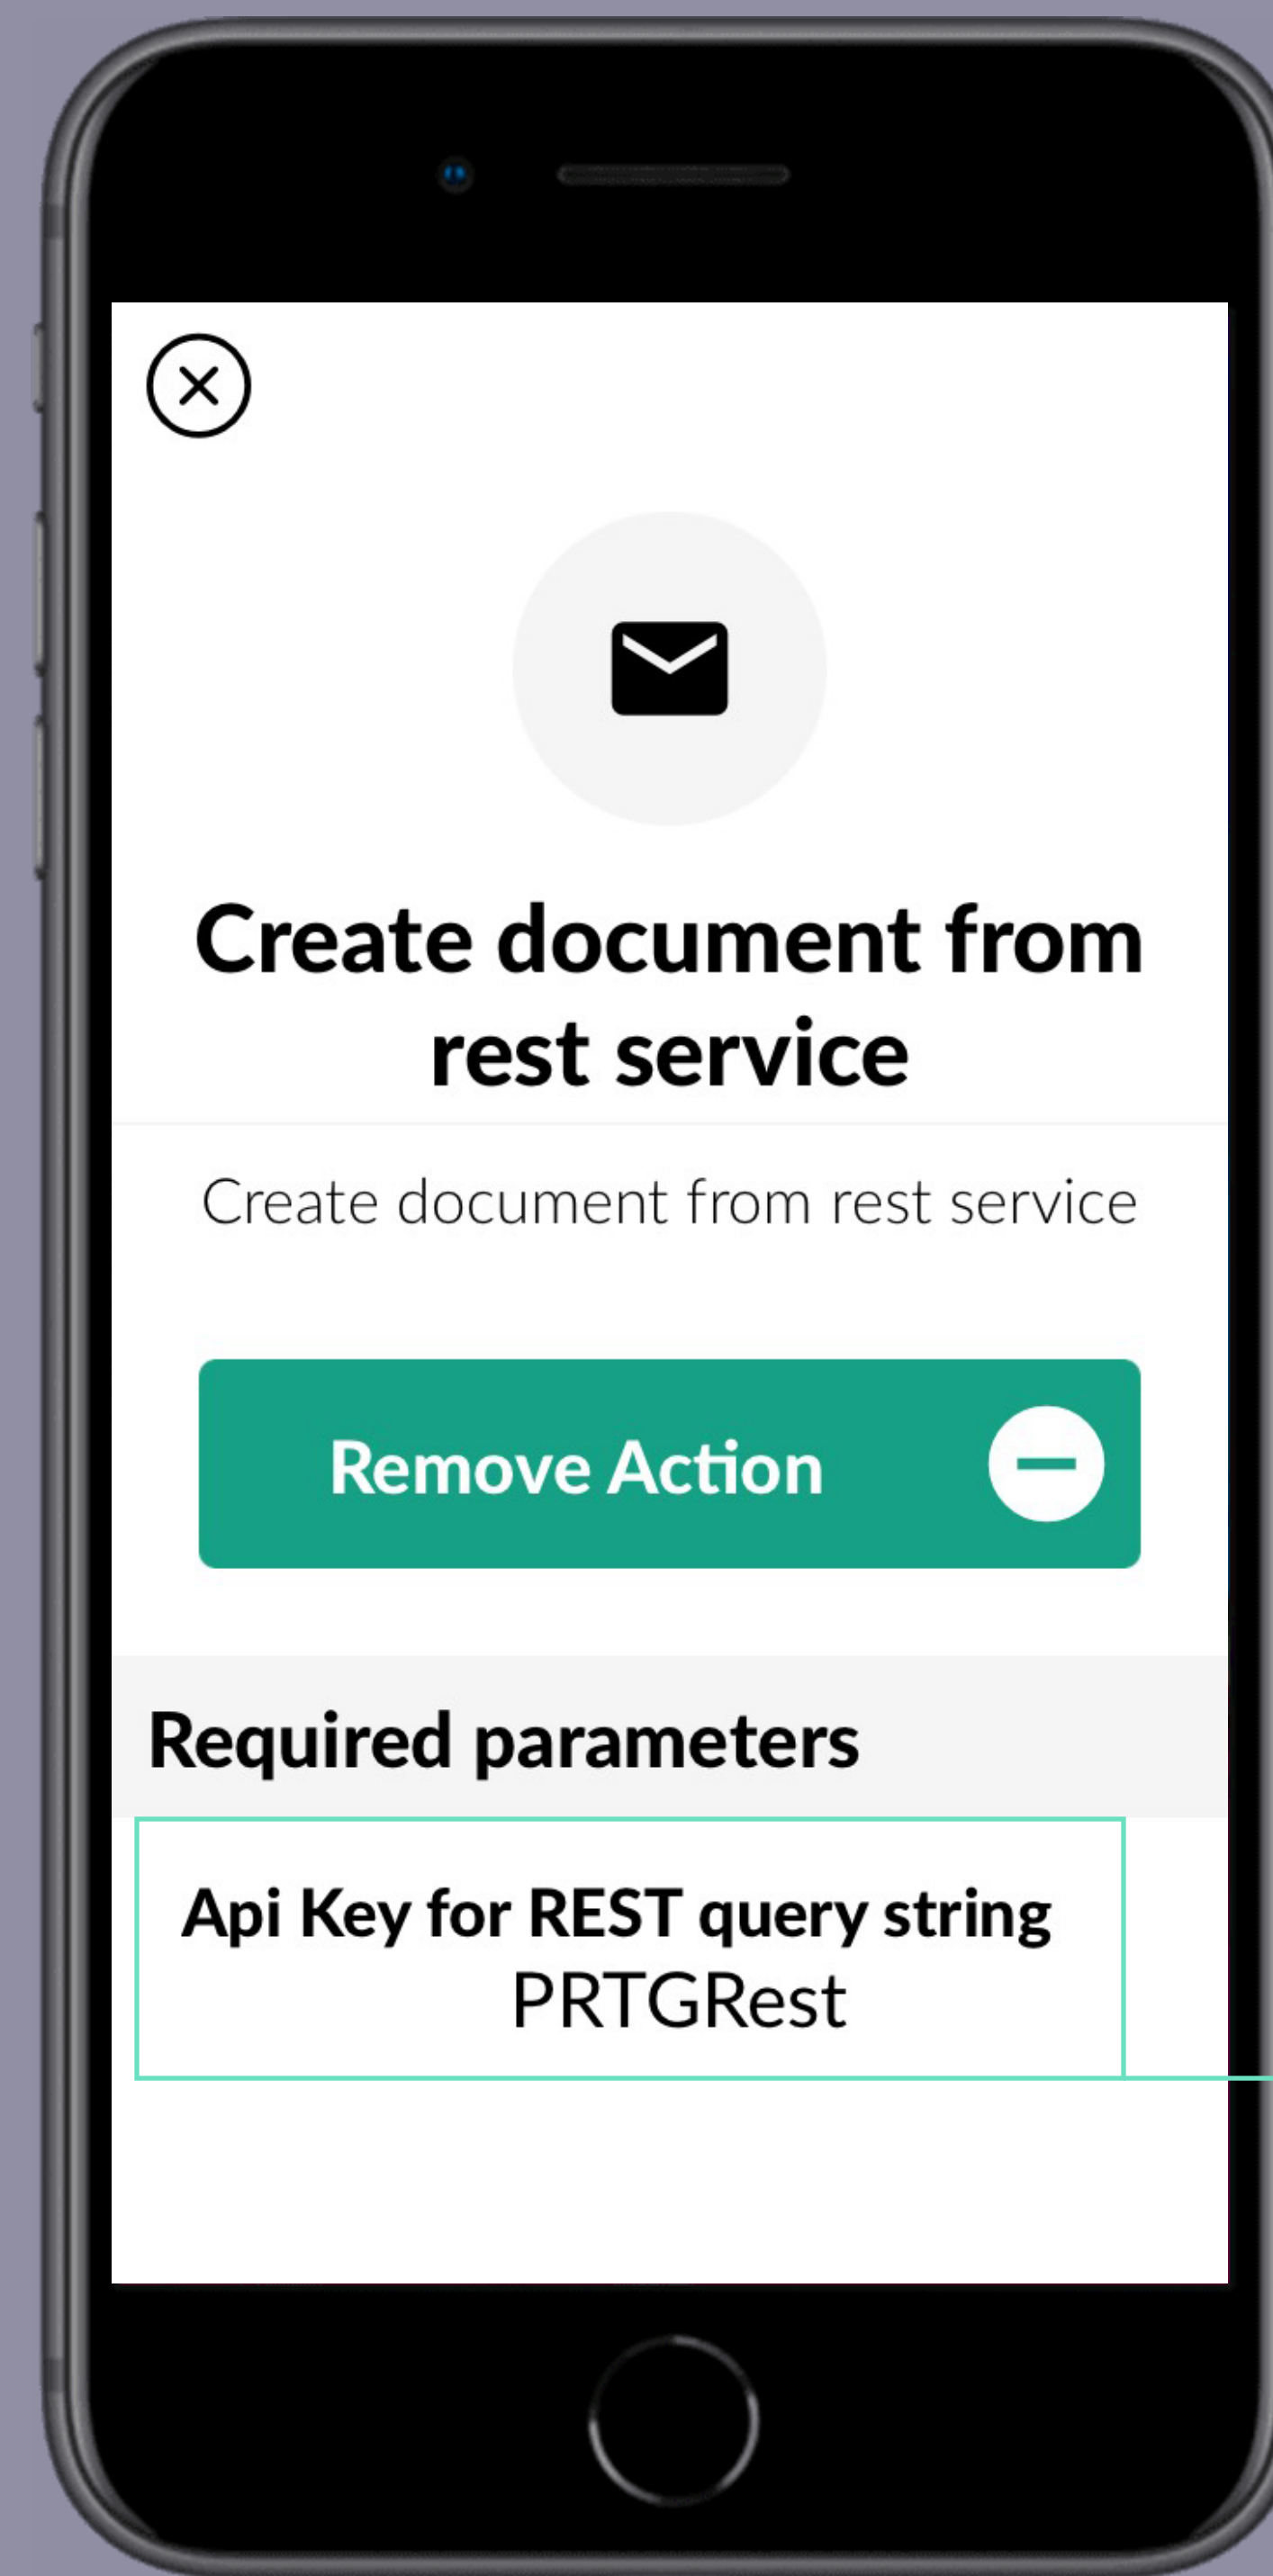 Create document from
rest service
Create document from rest service
Remove Action
Required parameters
Api Key for REST query string
PRTGRest